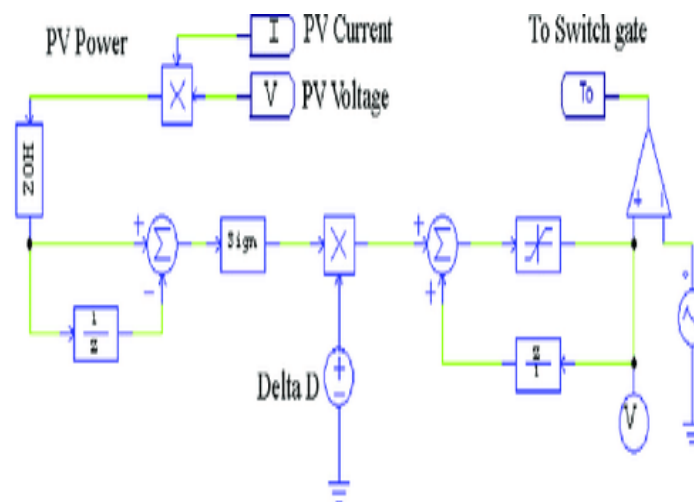 PV Power
I
PV Current
To Switch gate
V
PV Voltage
To
ZOH
+
Σ
-
Sign
+
Σ
+
+
-
1
z
Delta D
+
-
1
z
V